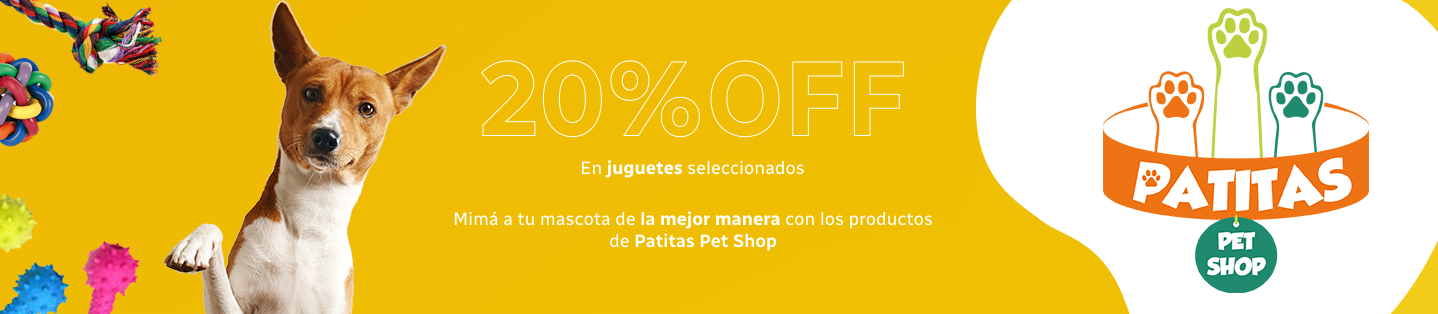 20%OFF
En juguetes seleccionados
Mimá a tu mascota de la mejor manera con los productos
de Patitas Pet Shop
PATITAS
PET
SHOP